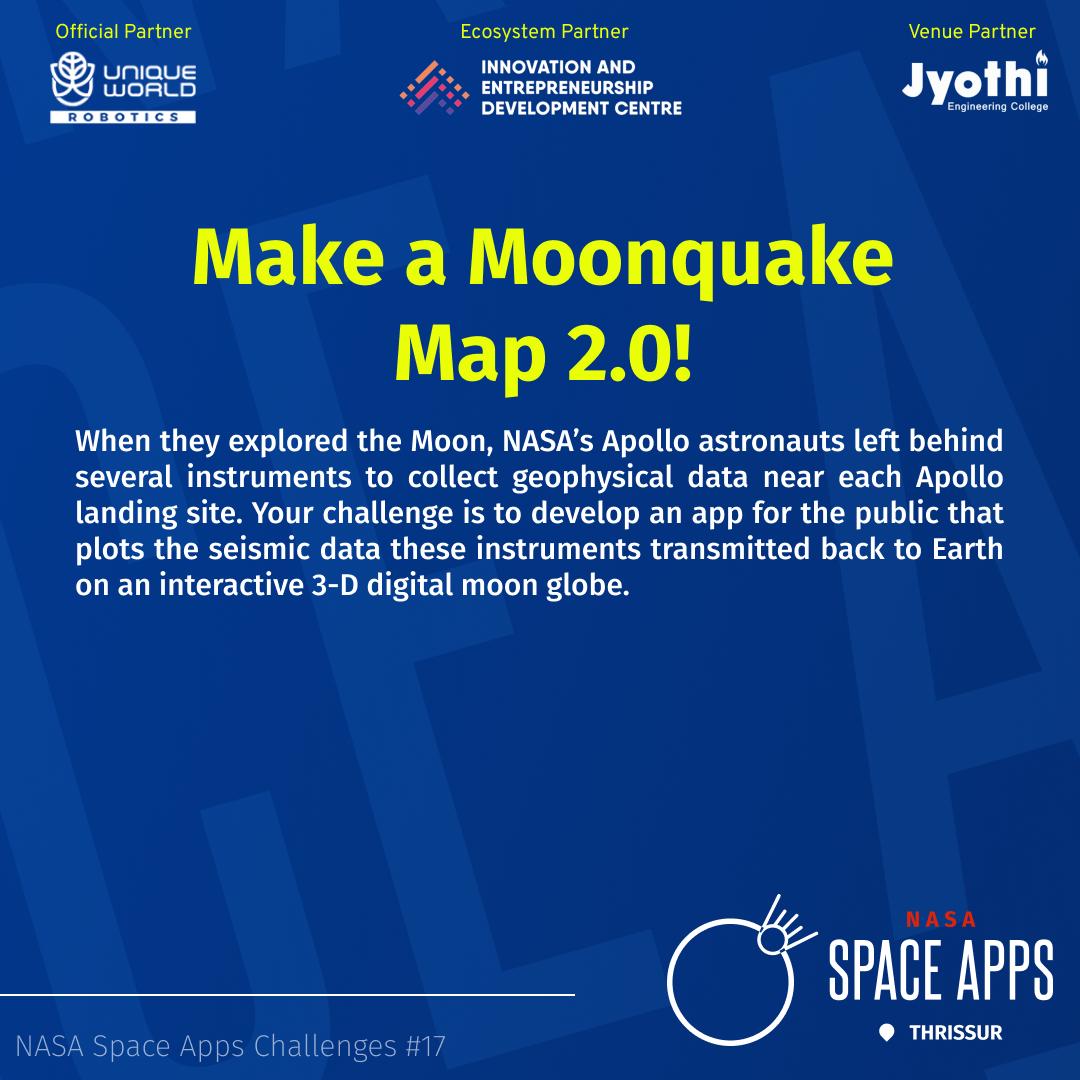 Official Partner
UNIQUE
WORLD
ROBOTICS
Ecosystem Partner
INNOVATION AND
ENTREPRENEURSHIP
DEVELOPMENT CENTRE
Venue Partner
Jyothi
Engineering College
Make a Moonquake
Map 2.0!
When they explored the Moon, NASA’s Apollo astronauts left behind
several instruments to collect geophysical data near each Apollo
landing site. Your challenge is to develop an app for the public that
plots the seismic data these instruments transmitted back to Earth
on an interactive 3-D digital moon globe.
NASA
SPACE APPS
THRISSUR
NASA Space Apps Challenges #17